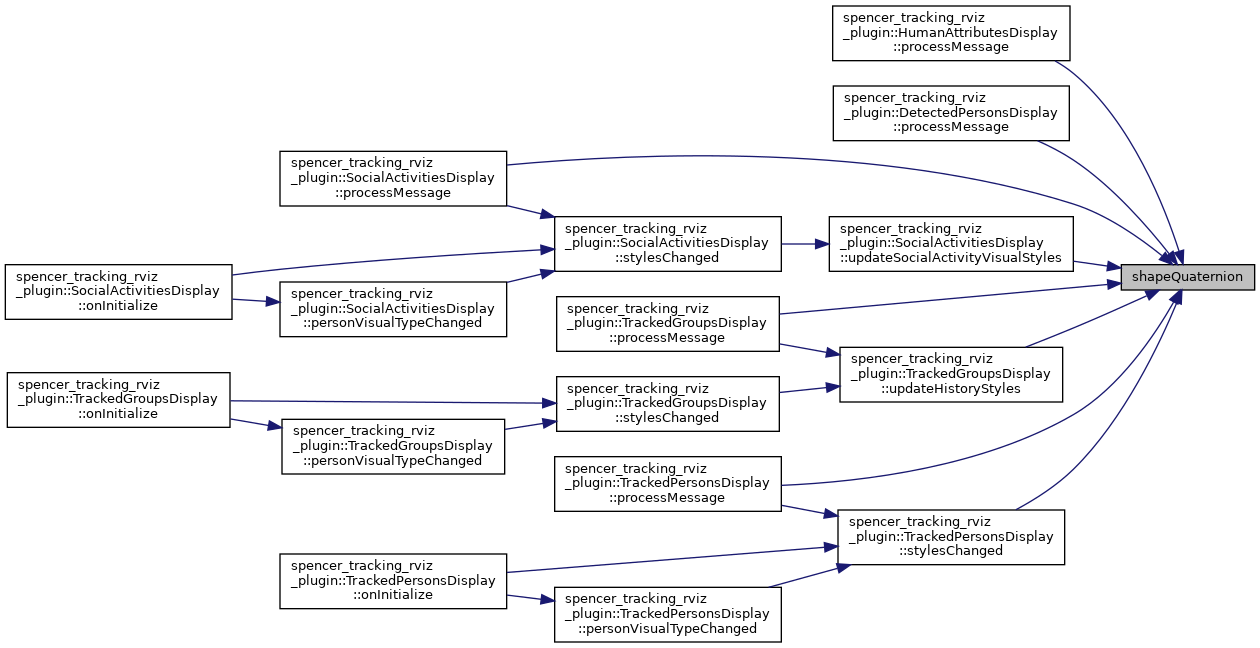 spencer_tracking_rviz
_plugin::HumanAttributesDisplay
::processMessage
spencer_tracking_rviz
_plugin::DetectedPersonsDisplay
::processMessage
spencer_tracking_rviz
_plugin::SocialActivitiesDisplay
::processMessage
spencer_tracking_rviz
_plugin::SocialActivitiesDisplay
::stylesChanged
spencer_tracking_rviz
_plugin::SocialActivitiesDisplay
::updateSocialActivityVisualStyles
shapeQuaternion
spencer_tracking_rviz
_plugin::SocialActivitiesDisplay
::onInitialize
spencer_tracking_rviz
_plugin::SocialActivitiesDisplay
::personVisualTypeChanged
spencer_tracking_rviz
_plugin::TrackedGroupsDisplay
::processMessage
spencer_tracking_rviz
_plugin::TrackedGroupsDisplay
::updateHistoryStyles
spencer_tracking_rviz
_plugin::TrackedGroupsDisplay
::onInitialize
spencer_tracking_rviz
_plugin::TrackedGroupsDisplay
::stylesChanged
spencer_tracking_rviz
_plugin::TrackedGroupsDisplay
::personVisualTypeChanged
spencer_tracking_rviz
_plugin::TrackedPersonsDisplay
::processMessage
spencer_tracking_rviz
_plugin::TrackedPersonsDisplay
::stylesChanged
spencer_tracking_rviz
_plugin::TrackedPersonsDisplay
::onInitialize
spencer_tracking_rviz
_plugin::TrackedPersonsDisplay
::personVisualTypeChanged